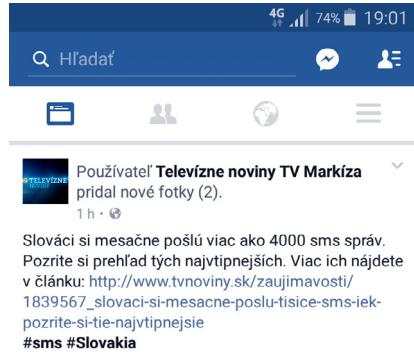 4G 74% 19:01
Hľadať
TELEVÍZNE
NOVINY
Používateľ Televízne noviny TV Markíza
pridal nové fotky (2).
1 h •
Slováci si mesačne pošlú viac ako 4000 sms správ.
Pozrite si prehľad tých najvtipnejších. Viac ich nájdete
v článku: http://www.tvnoviny.sk/zaujimavosti/
1839567_slovaci-si-mesacne-poslu-tisice-sms-iek-
pozrite-si-tie-najvtipnejsie
#sms #Slovakia